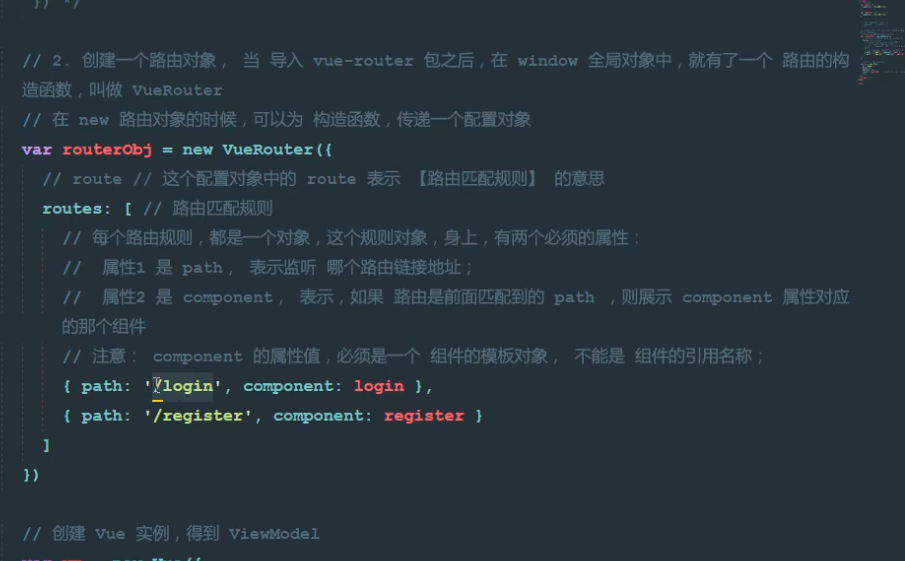 }) */
// 2. 创建一个路由对象， 当 导入 vue-router 包之后，在 window 全局对象中，就有了一个 路由的构
造函数，叫做 VueRouter
// 在 new 路由对象的时候，可以为 构造函数，传递一个配置对象
var routerObj = new VueRouter({
// route // 这个配置对象中的 route 表示 【路由匹配规则】 的意思
routes: [ // 路由匹配规则
// 每个路由规则，都是一个对象，这个规则对象，身上，有两个必须的属性：
// 属性1 是 path， 表示监听 哪个路由链接地址；
// 属性2 是 component， 表示，如果 路由是前面匹配到的 path ，则展示 component 属性对应
的那个组件
// 注意： component 的属性值，必须是一个 组件的模板对象， 不能是 组件的引用名称；
{ path: '/login', component: login },
{ path: '/register', component: register }
]
})
// 创建 Vue 实例，得到 ViewModel